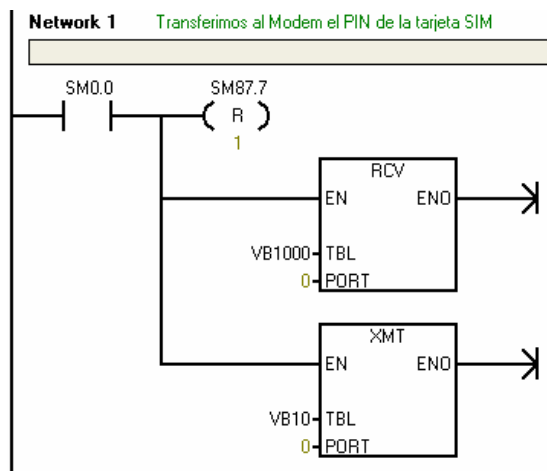 Network 1 Transferimos al Modem el PIN de la tarjeta SIM
SM0.0 SM87.7
R
1
RCV
EN ENO
VB1000 TBL
0 PORT
XMT
EN ENO
VB10 TBL
0 PORT